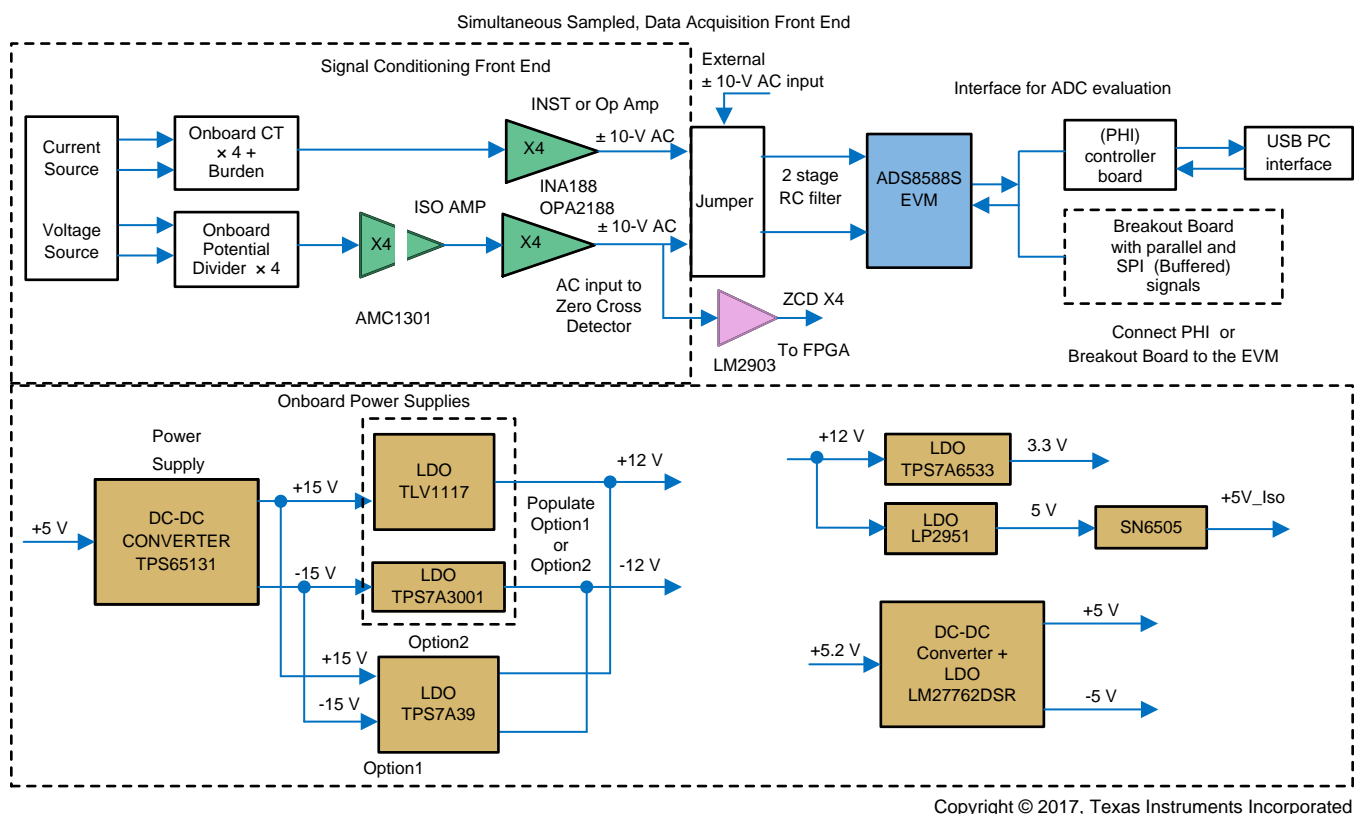 Simultaneous Sampled, Data Acquisition Front End
Signal Conditioning Front End
External
± 10-V AC input
Interface for ADC evaluation
INST or Op Amp
± 10-V AC
Current
Source
Voltage
Source
Onboard CT
× 4 +
Burden
X4
Onboard
Potential
Divider × 4
X4
ISO AMP
AMC1301
INA188
OPA2188
± 10-V AC
X4
AC input to
Zero Cross
Detector
Jumper
2 stage
RC filter
ADS8588S
EVM
(PHI)
controller
board
USB PC
interface
Breakout Board
with parallel and
SPI (Buffered)
signals
ZCD X4
To FPGA
LM2903
Connect PHI or
Breakout Board to the EVM
Onboard Power Supplies
Power
Supply
+5 V
DC-DC
CONVERTER
TPS65131
+15 V
-15 V
LDO
TLV1117
LDO
TPS7A3001
Option2
+12 V
Populate
Option1
or
Option2
-12 V
+15 V
-15 V
LDO
TPS7A39
Option1
+12 V
LDO
TPS7A6533
3.3 V
LDO
LP2951
5 V
SN6505
+5V_Iso
+5.2 V
DC-DC
Converter +
LDO
LM27762DSR
+5 V
-5 V
Copyright © 2017, Texas Instruments Incorporated